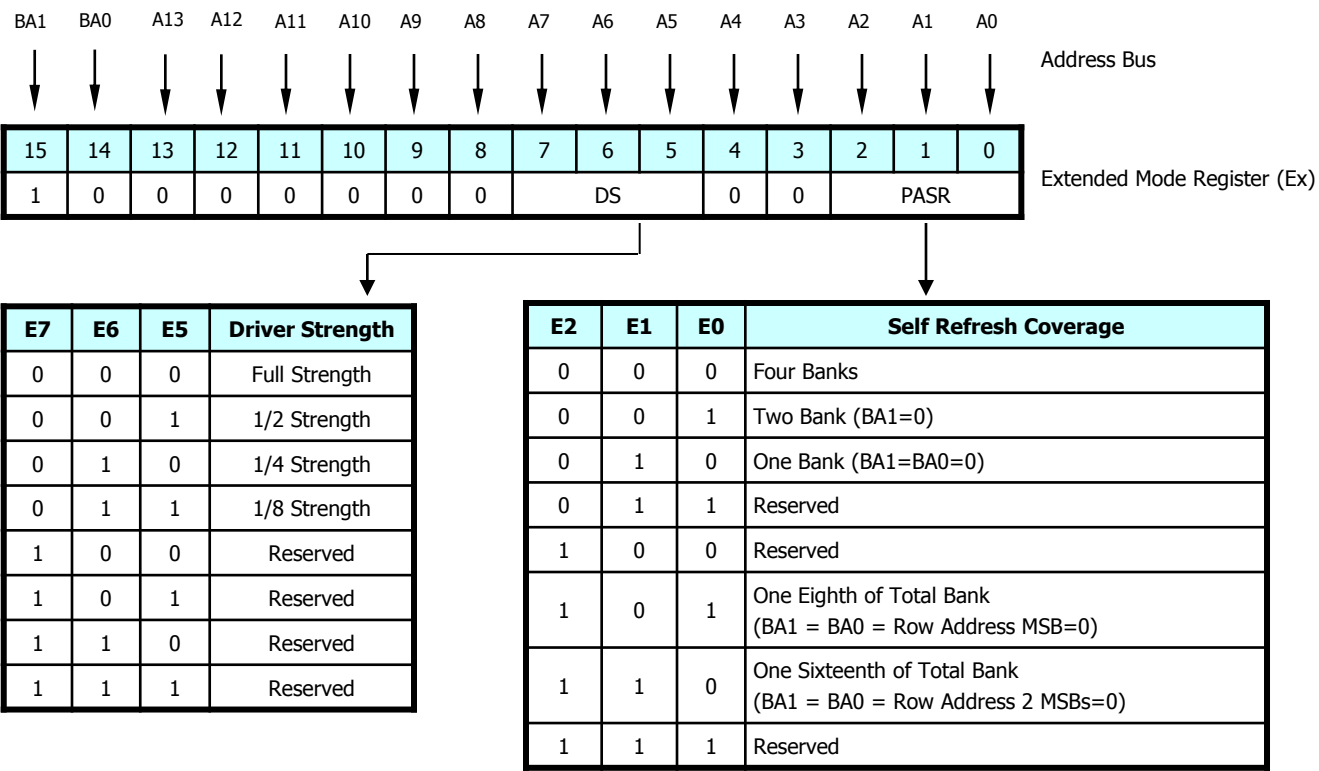 BA1 BA0 A13 A12 A11 A10 A9 A8 A7 A6 A5 A4 A3 A2 A1 A0
Address Bus
15 14 13 12 11 10 9 8 7 6 5 4 3 2 1 0
1 0 0 0 0 0 0 0 DS 0 0 PASR
Extended Mode Register (Ex)
E7 E6 E5 Driver Strength
0 0 0 Full Strength
0 0 1 1/2 Strength
0 1 0 1/4 Strength
0 1 1 1/8 Strength
1 0 0 Reserved
1 0 1 Reserved
1 1 0 Reserved
1 1 1 Reserved
E2 E1 E0 Self Refresh Coverage
0 0 0 Four Banks
0 0 1 Two Bank (BA1=0)
0 1 0 One Bank (BA1=BA0=0)
0 1 1 Reserved
1 0 0 Reserved
1 0 1 One Eighth of Total Bank
(BA1 = BA0 = Row Address MSB=0)
1 1 0 One Sixteenth of Total Bank
(BA1 = BA0 = Row Address 2 MSBs=0)
1 1 1 Reserved